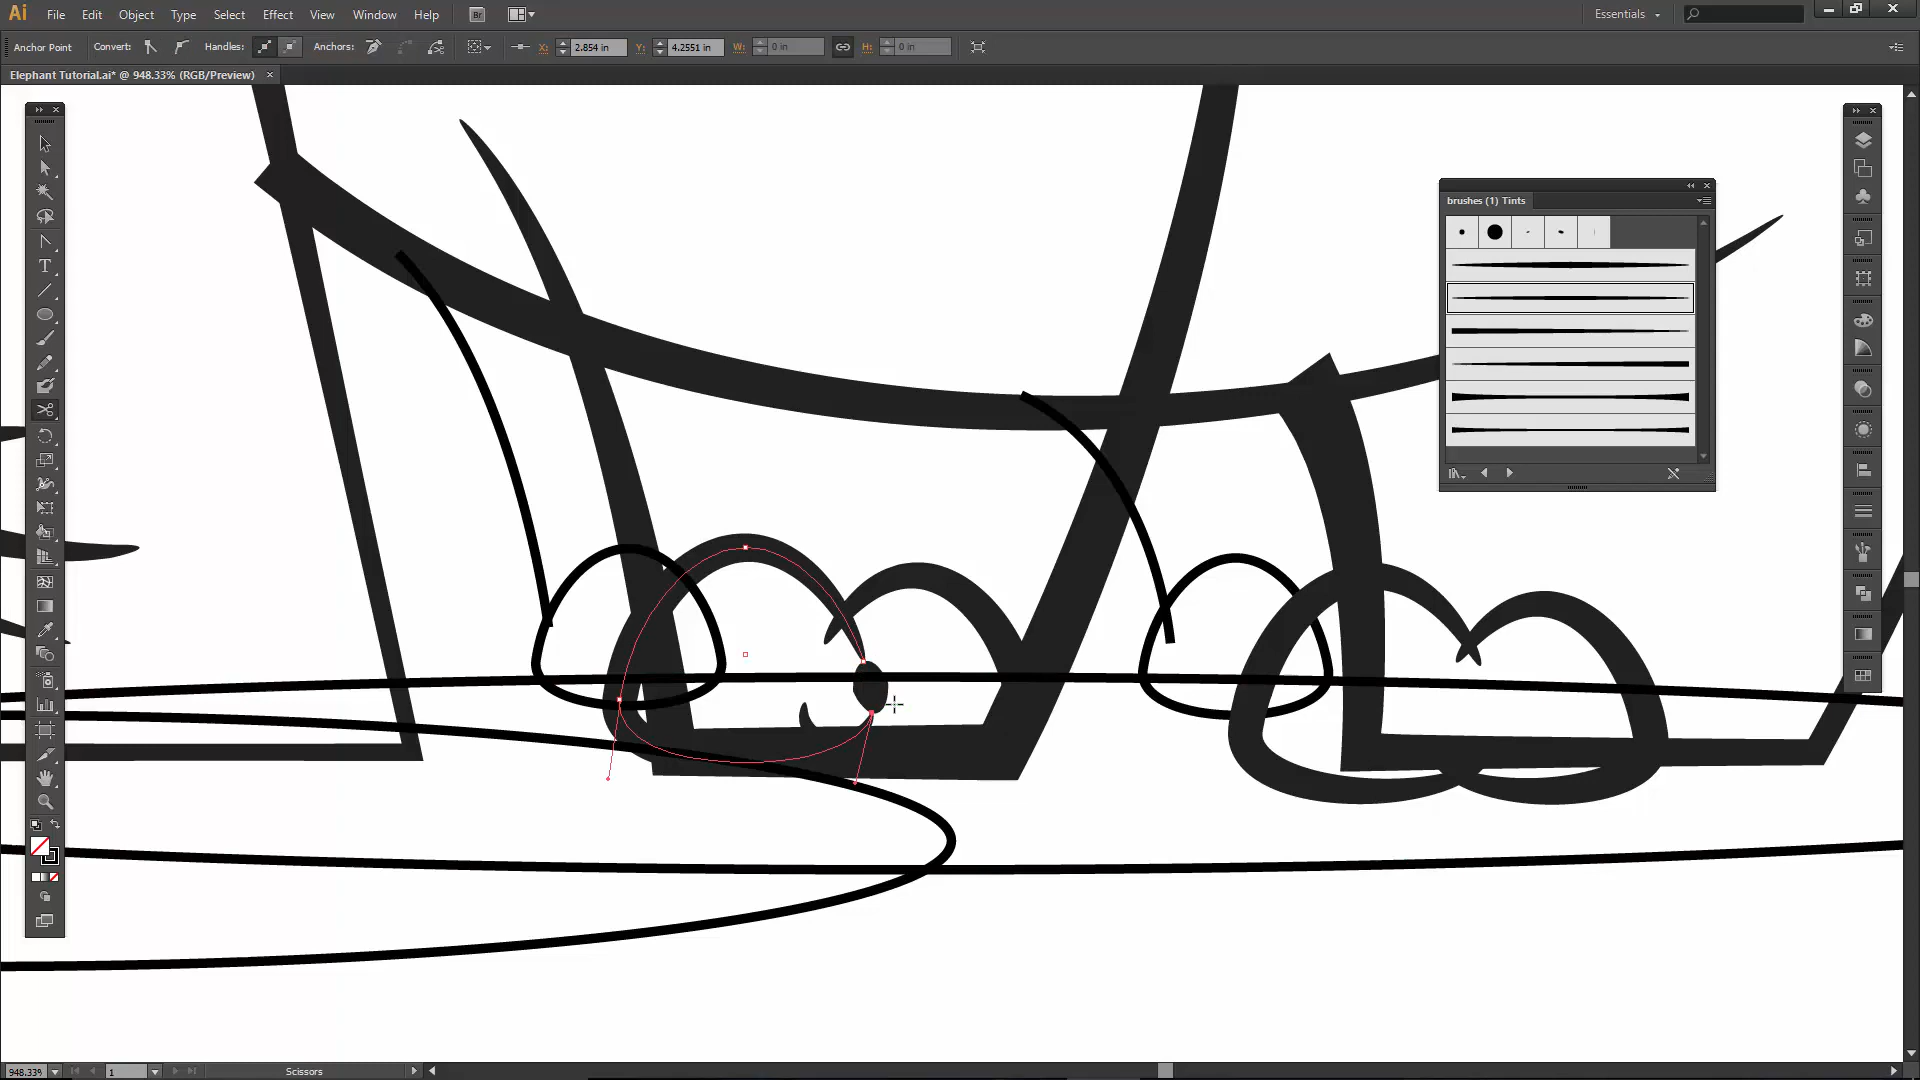 Ai File Edit Object Type Select Effect View Window Help Br Essentials
Anchor Point Convert: Handles: Anchors: X: 2.854 in Y: 4.2551 in W: 0 in H: 0 in
Elephant Tutorial.ai* @ 948.33% (RGB/Preview)
brushes (1) Tints
T
948.33% 1 Scissors